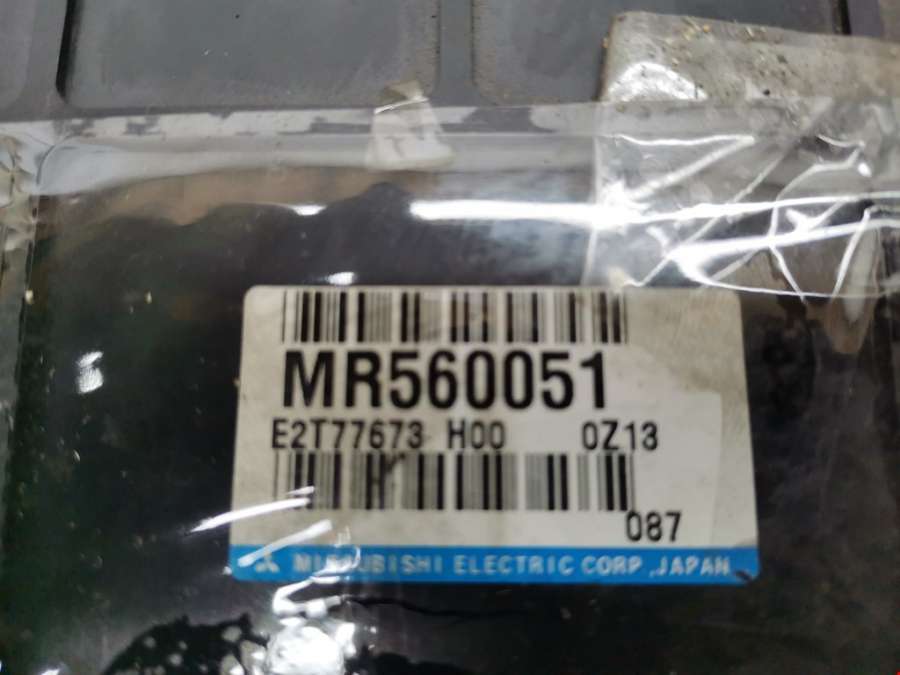 MR560051
E2T77673 H00 0Z13
087
MITSUBISHI ELECTRIC CORP.,JAPAN